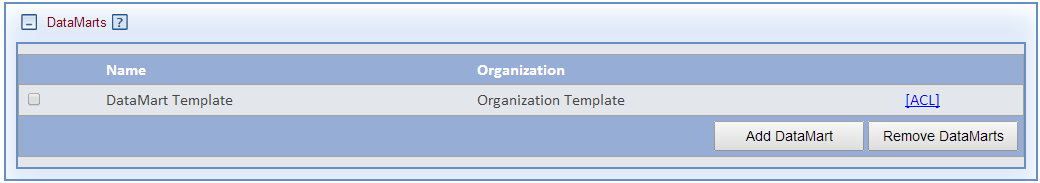 DataMarts ?
Name Organization
DataMart Template Organization Template [ACL]
Add DataMart Remove DataMarts